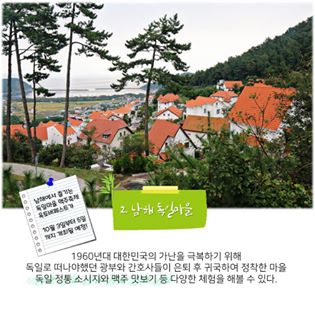 남해에서 즐기는
독일마을 맥주축제
옥토버페스트가
10월 3일부터 5일
까지 개최될 예정!
2. 남해 독일마을
1960년대 대한민국의 가난을 극복하기 위해
독일로 떠나야했던 광부와 간호사들이 은퇴 후 귀국하여 정착한 마을
독일 정통 소시지와 맥주 맛보기 등 다양한 체험을 해볼 수 있다.